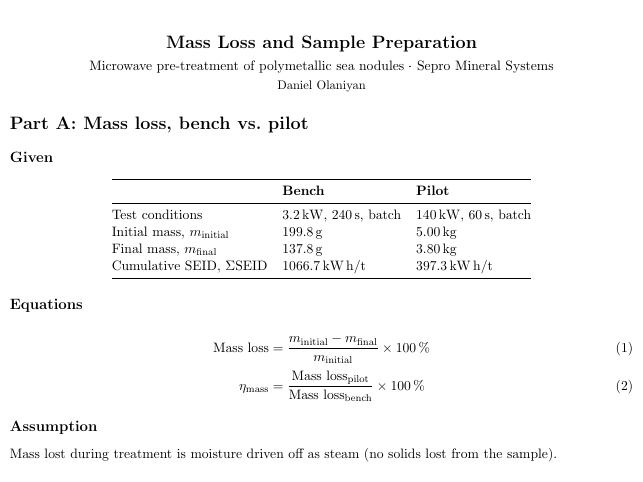 Mass Loss and Sample Preparation
Microwave pre-treatment of polymetallic sea nodules · Sepro Mineral Systems
Daniel Olaniyan
Part A: Mass loss, bench vs. pilot
Given
Bench Pilot
Test conditions 3.2 kW, 240 s, batch 140 kW, 60 s, batch
Initial mass, m_initial 199.8 g 5.00 kg
Final mass, m_final 137.8 g 3.80 kg
Cumulative SEID, ΣSEID 1066.7 kW h/t 397.3 kW h/t
Equations
Mass loss = (m_initial − m_final) / m_initial × 100 % (1)
η_mass = Mass loss_pilot / Mass loss_bench × 100 % (2)
Assumption
Mass lost during treatment is moisture driven off as steam (no solids lost from the sample).